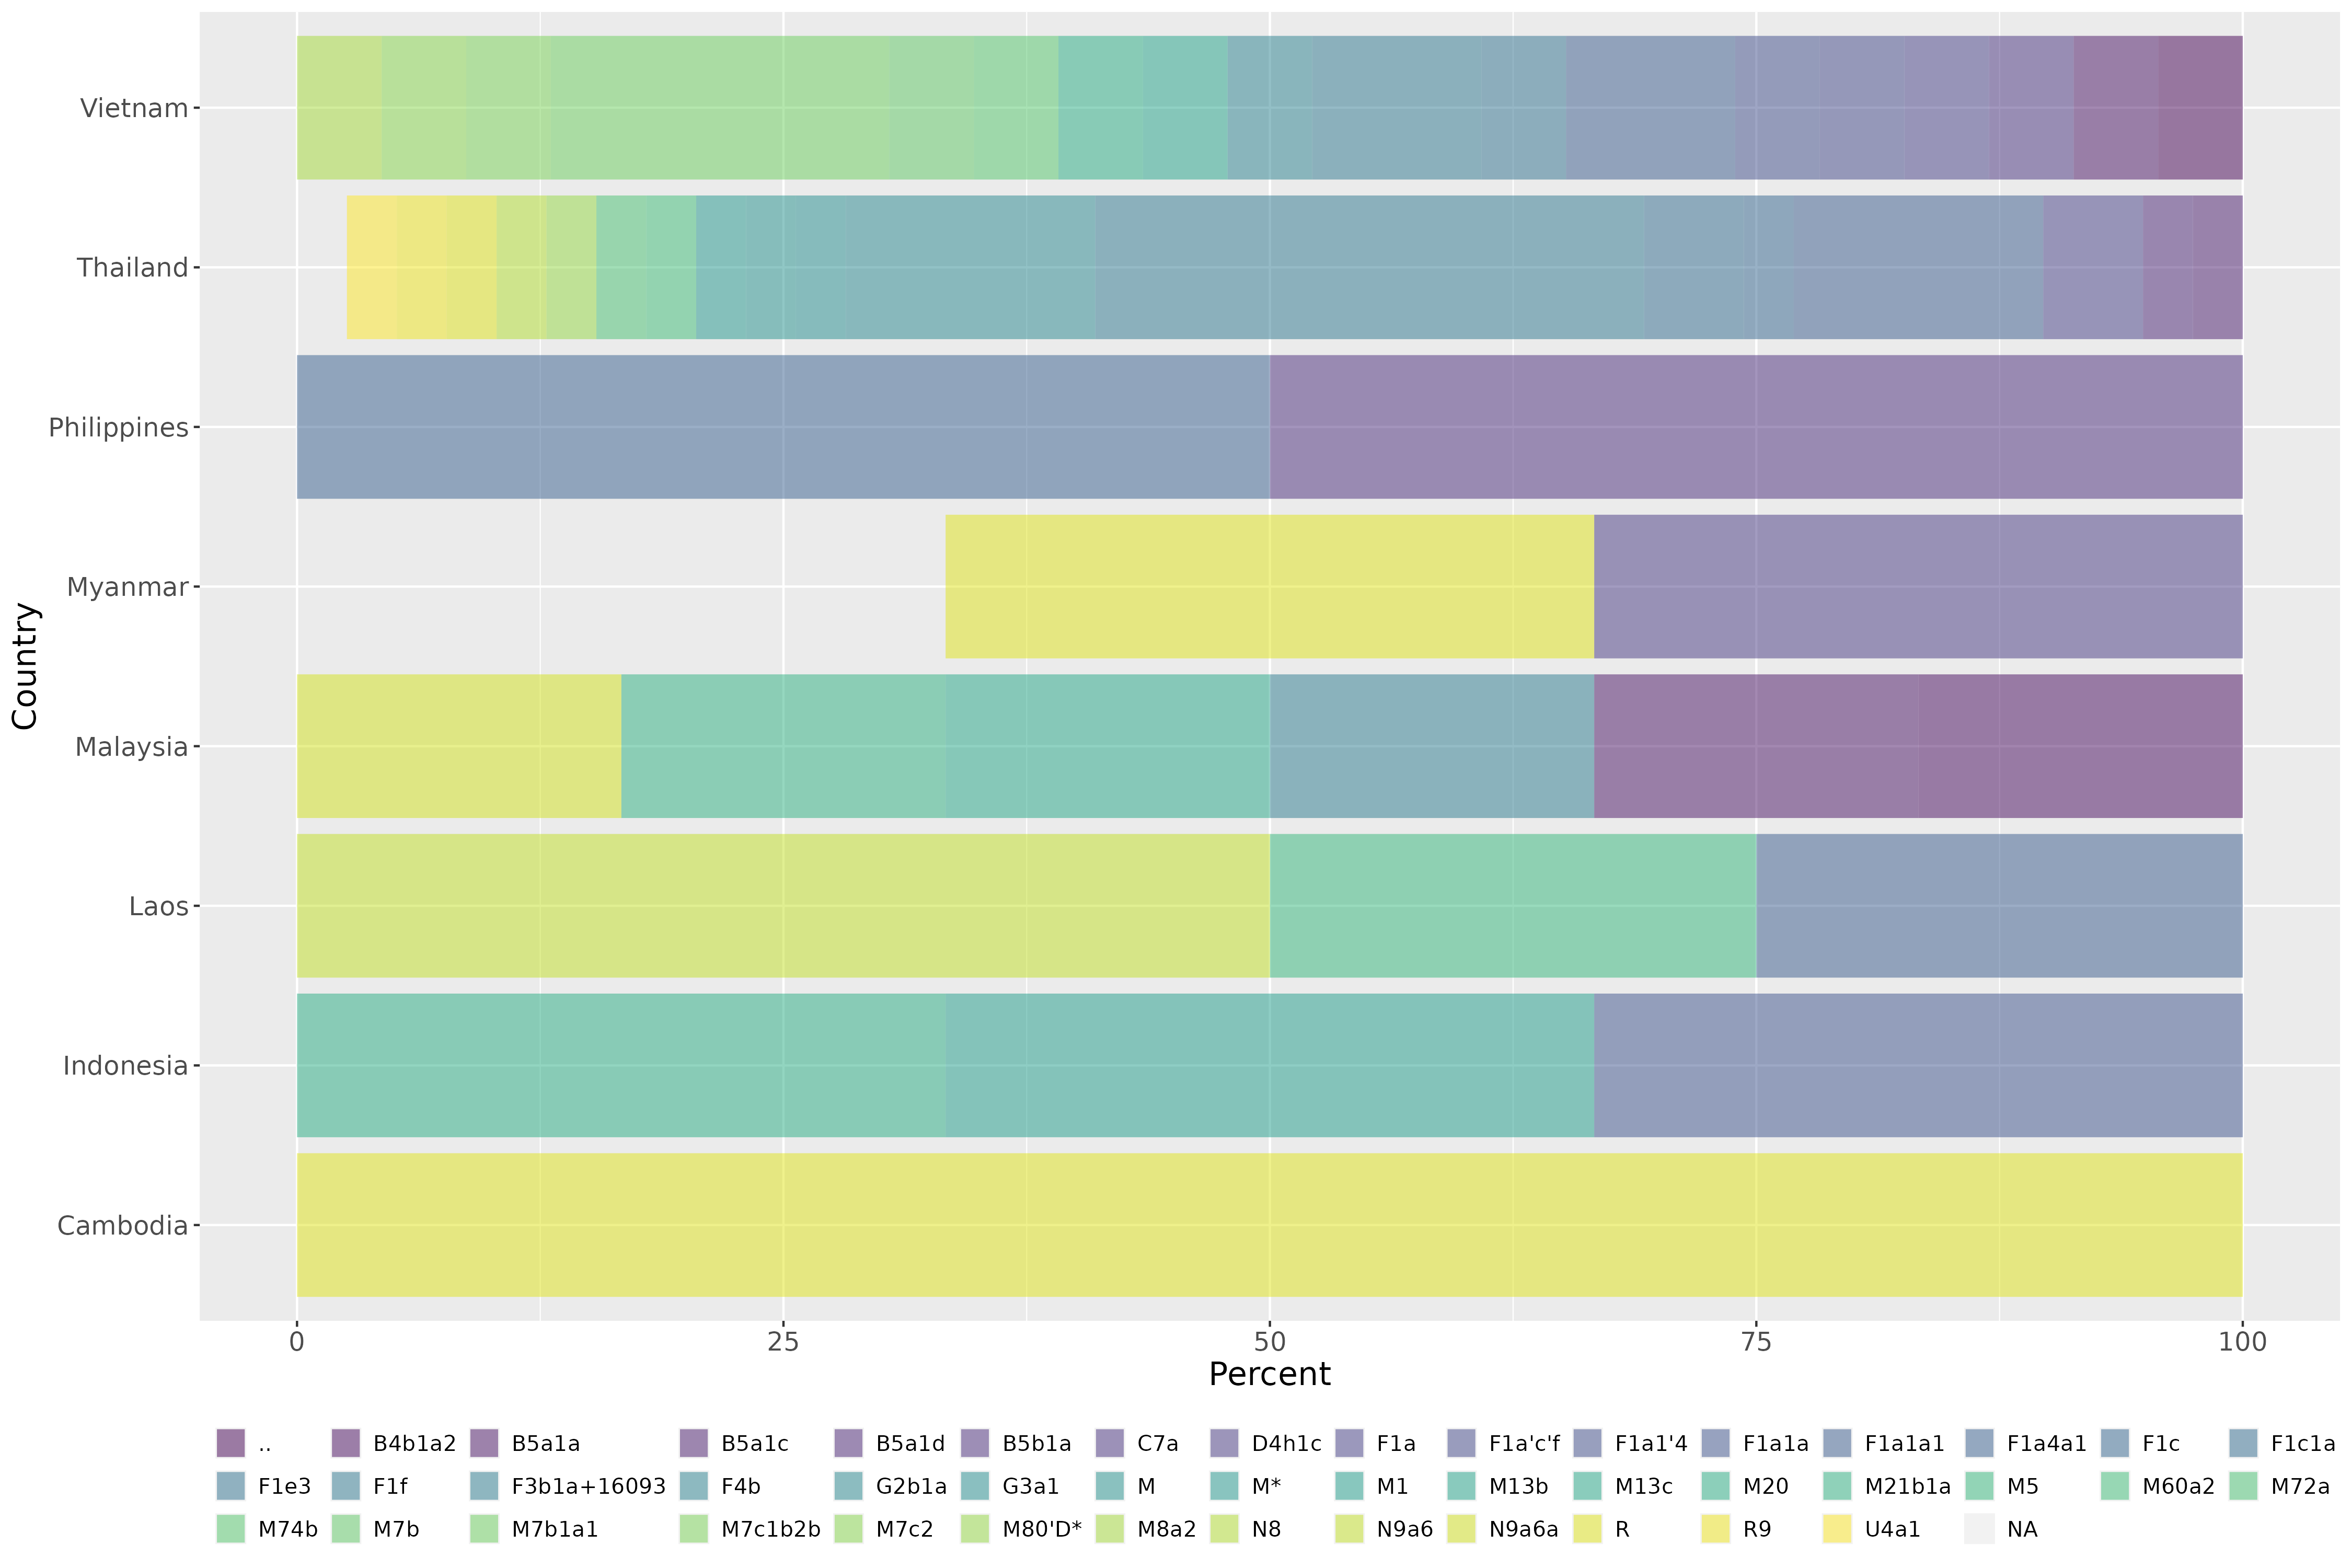 Vietnam
Thailand
Philippines
Myanmar
Malaysia
Laos
Indonesia
Cambodia
Country
0 25 50 75 100
Percent
.. B4b1a2 B5a1a B5a1c B5a1d B5b1a C7a D4h1c F1a F1a'c'f F1a1'4 F1a1a F1a1a1 F1a4a1 F1c F1c1a
F1e3 F1f F3b1a+16093 F4b G2b1a G3a1 M M* M1 M13b M13c M20 M21b1a M5 M60a2 M72a
M74b M7b M7b1a1 M7c1b2b M7c2 M80'D* M8a2 N8 N9a6 N9a6a R R9 U4a1 NA